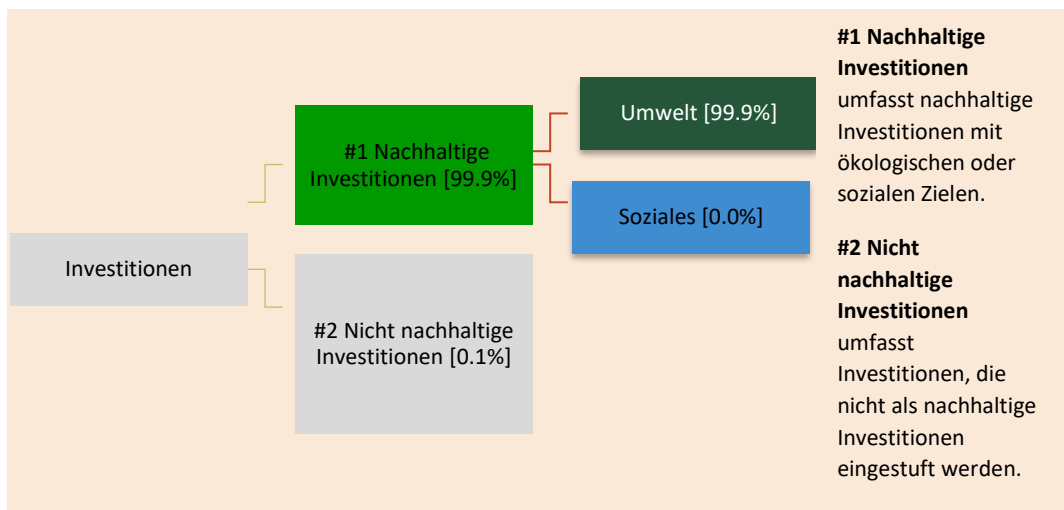 Investitionen
#1 Nachhaltige
Investitionen [99.9%]
Umwelt [99.9%]
Soziales [0.0%]
#2 Nicht nachhaltige
Investitionen [0.1%]
#1 Nachhaltige
Investitionen
umfasst nachhaltige
Investitionen mit
ökologischen oder
sozialen Zielen.
#2 Nicht
nachhaltige
Investitionen
umfasst
Investitionen, die
nicht als nachhaltige
Investitionen
eingestuft werden.